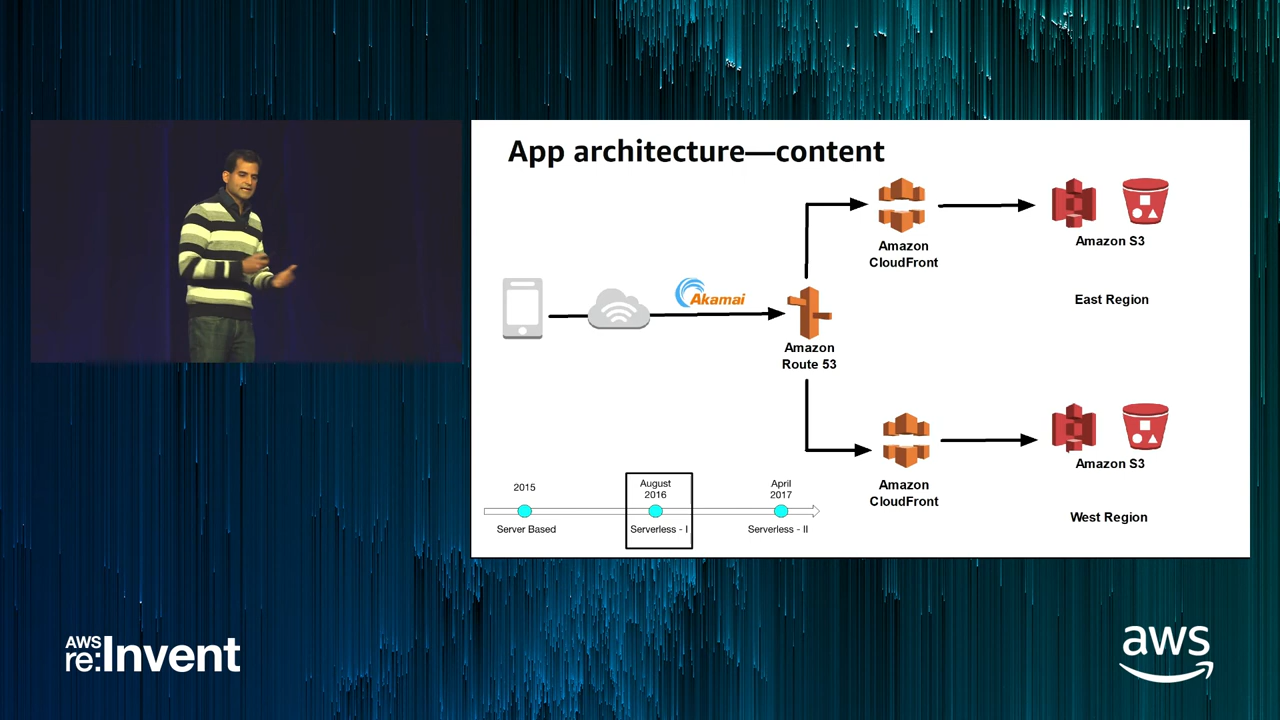 App architecture—content
Amazon
CloudFront
Amazon S3
East Region
Akamai
Amazon
Route 53
Amazon
CloudFront
Amazon S3
West Region
2015
August
2016
April
2017
Server Based
Serverless - I
Serverless - II
AWS
re:Invent
aws